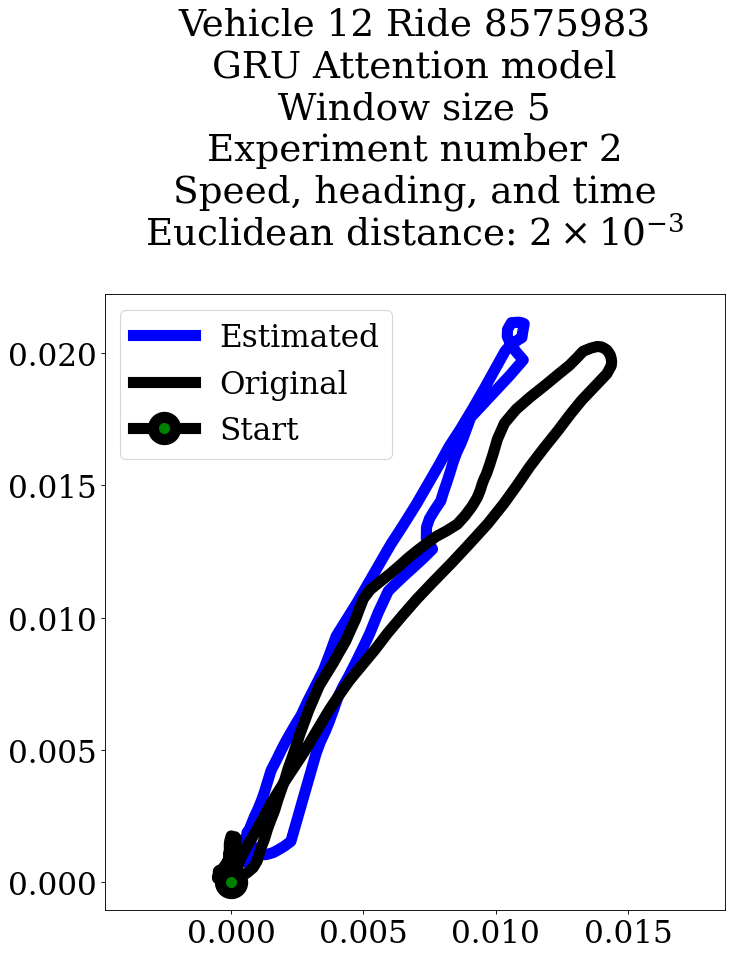 Vehicle 12 Ride 8575983
GRU Attention model
Window size 5
Experiment number 2
Speed, heading, and time
Euclidean distance: 2 × 10⁻³
Estimated
Original
Start
0.020
0.015
0.010
0.005
0.000
0.000 0.005 0.010 0.015